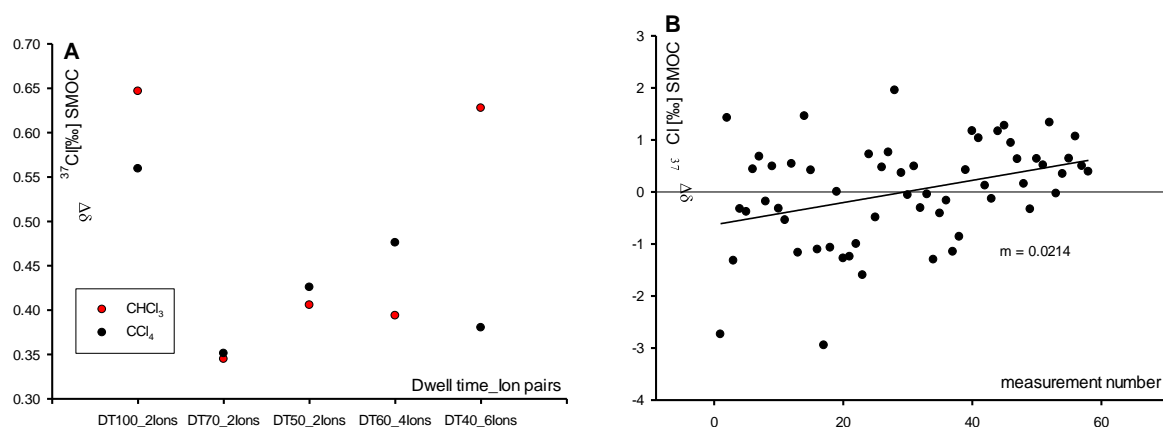 A
0.70
0.65
0.60
0.55
0.50
0.45
0.40
0.35
0.30
Δδ ³⁷Cl[‰] SMOC
CHCl₃
CCl₄
Dwell time_Ion pairs
DT100_2Ions DT70_2Ions DT50_2Ions DT60_4Ions DT40_6Ions
B
3
2
1
0
-1
-2
-3
-4
Δδ ³⁷ Cl [‰] SMOC
m = 0.0214
measurement number
0 20 40 60